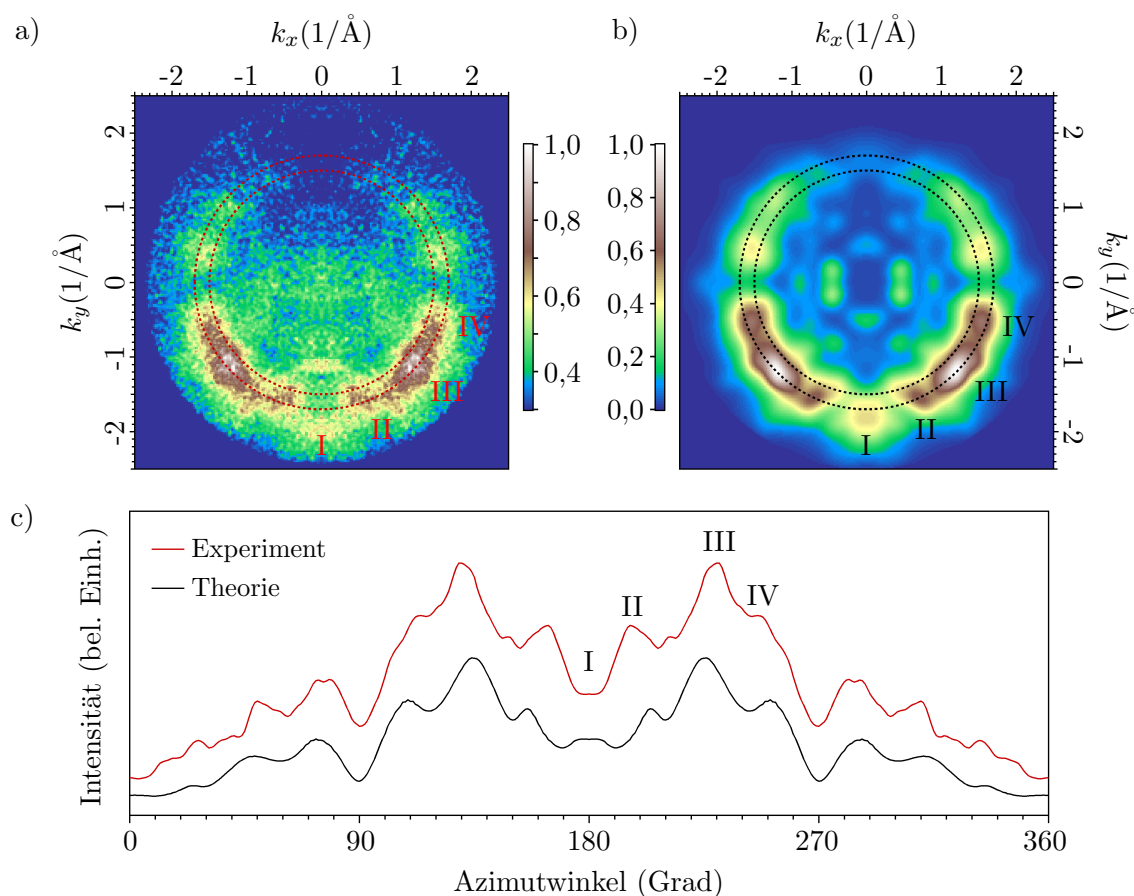 a)
k_x(1/Å)
-2 -1 0 1 2
2
1
0
-1
-2
k_y(1/Å)
I
II
III
IV
1,0
0,8
0,6
0,4
b)
k_x(1/Å)
-2 -1 0 1 2
1,0
0,8
0,6
0,4
0,2
0,0
I
II
III
IV
2
1
0
-1
-2
k_y(1/Å)
c)
Intensität (bel. Einh.)
Experiment
Theorie
I
II
III
IV
0 90 180 270 360
Azimutwinkel (Grad)